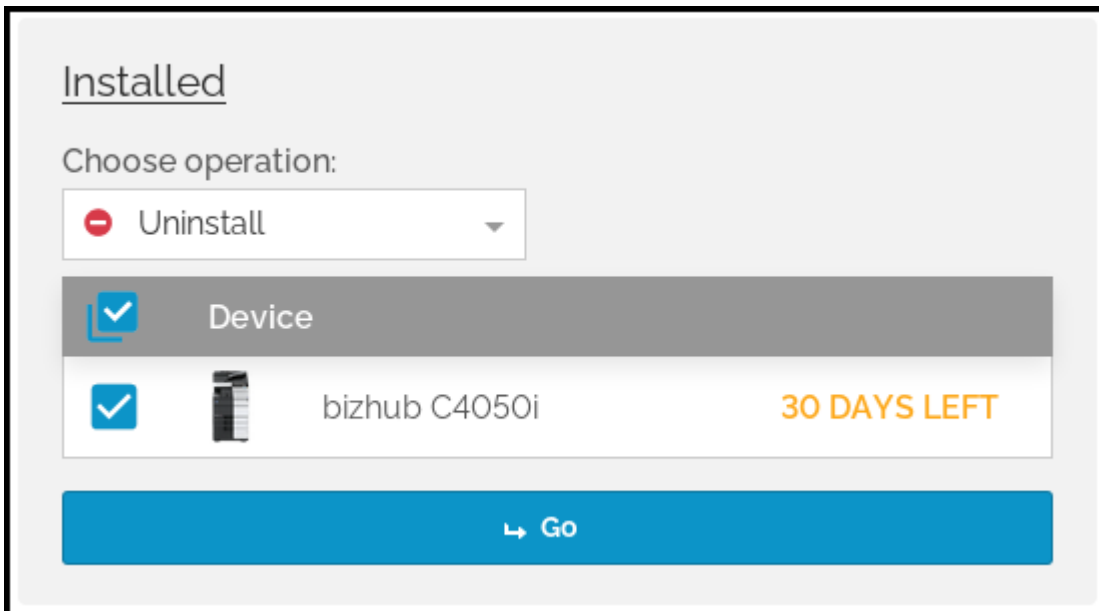 Installed
Choose operation:
Uninstall
Device
bizhub C4050i 30 DAYS LEFT
Go